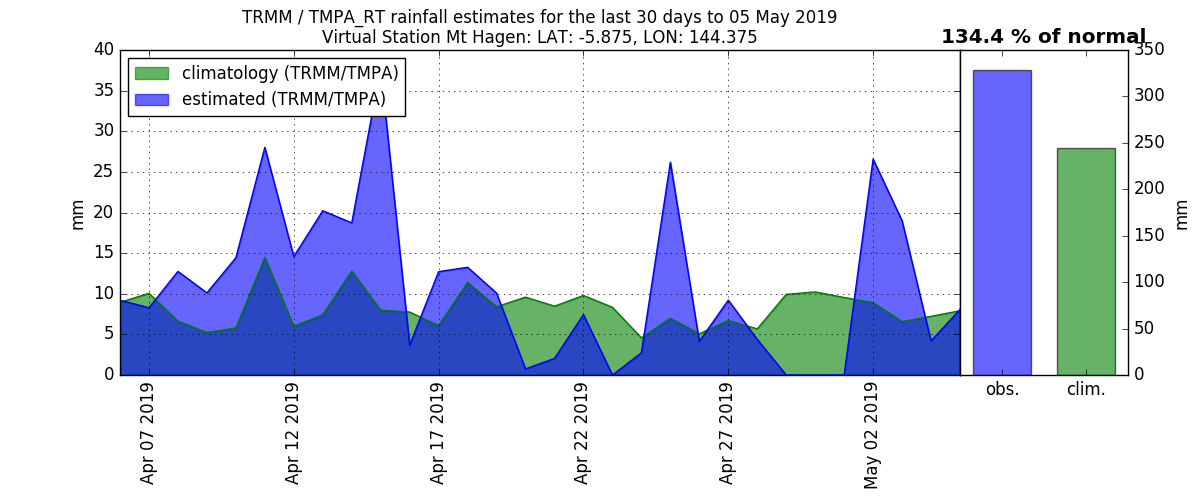 TRMM / TMPA_RT rainfall estimates for the last 30 days to 05 May 2019
Virtual Station Mt Hagen: LAT: -5.875, LON: 144.375
134.4 % of normal
climatology (TRMM/TMPA)
estimated (TRMM/TMPA)
40
35
30
25
20
15
10
5
0
mm
Apr 07 2019
Apr 12 2019
Apr 17 2019
Apr 22 2019
Apr 27 2019
May 02 2019
350
300
250
200
150
100
50
0
mm
obs.
clim.